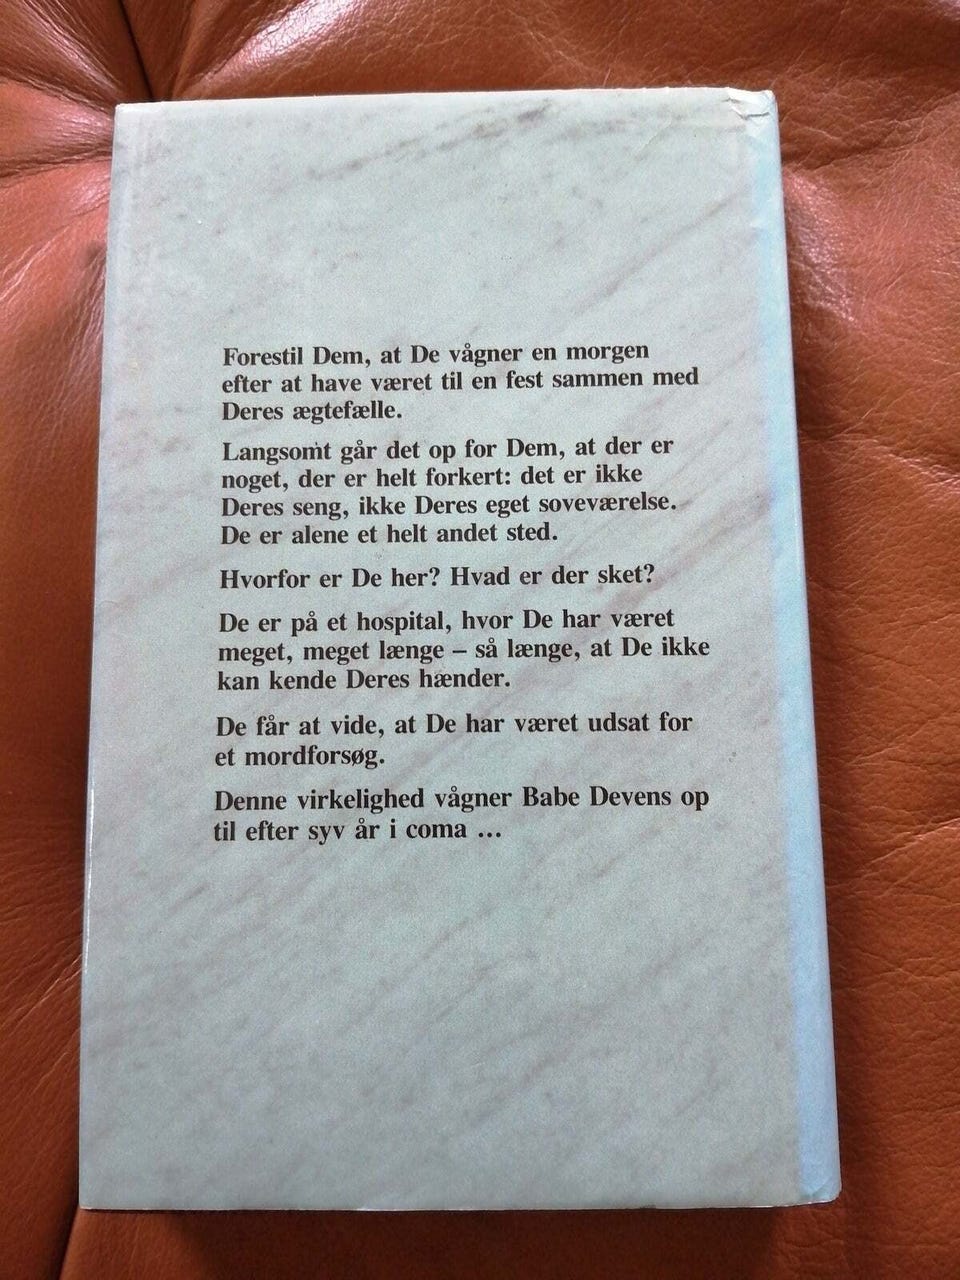 Forestil Dem, at De vågner en morgen
efter at have været til en fest sammen med
Deres ægtefælle.
Langsomt går det op for Dem, at der er
noget, der er helt forkert: det er ikke
Deres seng, ikke Deres eget soveværelse.
De er alene et helt andet sted.
Hvorfor er De her? Hvad er der sket?
De er på et hospital, hvor De har været
meget, meget længe – så længe, at De ikke
kan kende Deres hænder.
De får at vide, at De har været udsat for
et mordforsøg.
Denne virkelighed vågner Babe Devens op
til efter syv år i coma ...